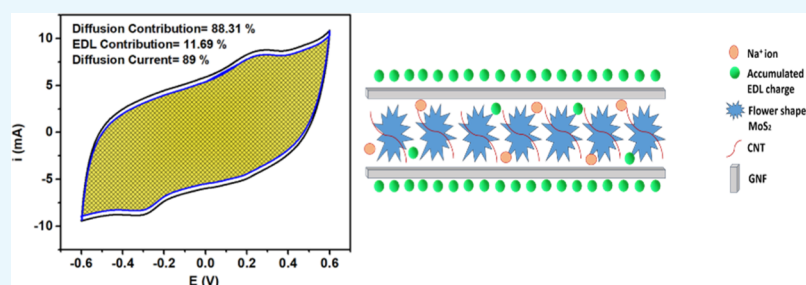 Diffusion Contribution= 88.31 %
EDL Contribution= 11.69 %
Diffusion Current= 89 %
10
5
0
-5
-10
i (mA)
-0.6 -0.4 -0.2 0.0 0.2 0.4 0.6
E (V)
Na⁺ ion
Accumulated
EDL charge
Flower shape
MoS₂
CNT
GNF